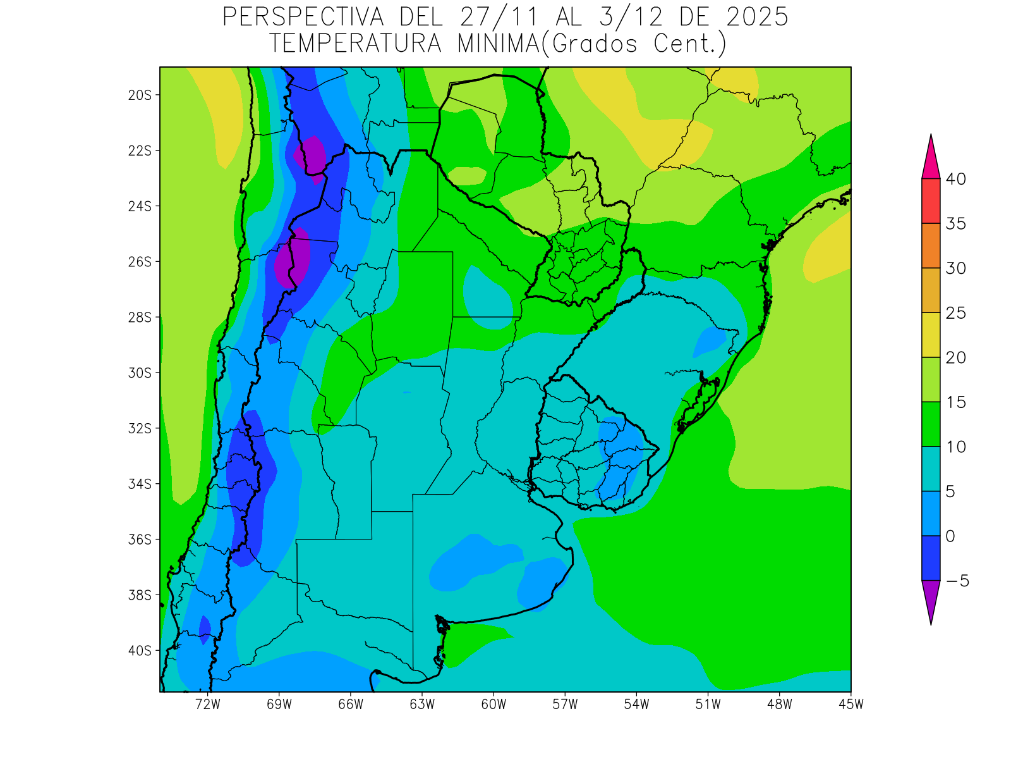 PERSPECTIVA DEL 27/11 AL 3/12 DE 2025
TEMPERATURA MINIMA(Grados Cent.)
20S
22S
24S
26S
28S
30S
32S
34S
36S
38S
40S
72W 69W 66W 63W 60W 57W 54W 51W 48W 45W
40
35
30
25
20
15
10
5
0
−5